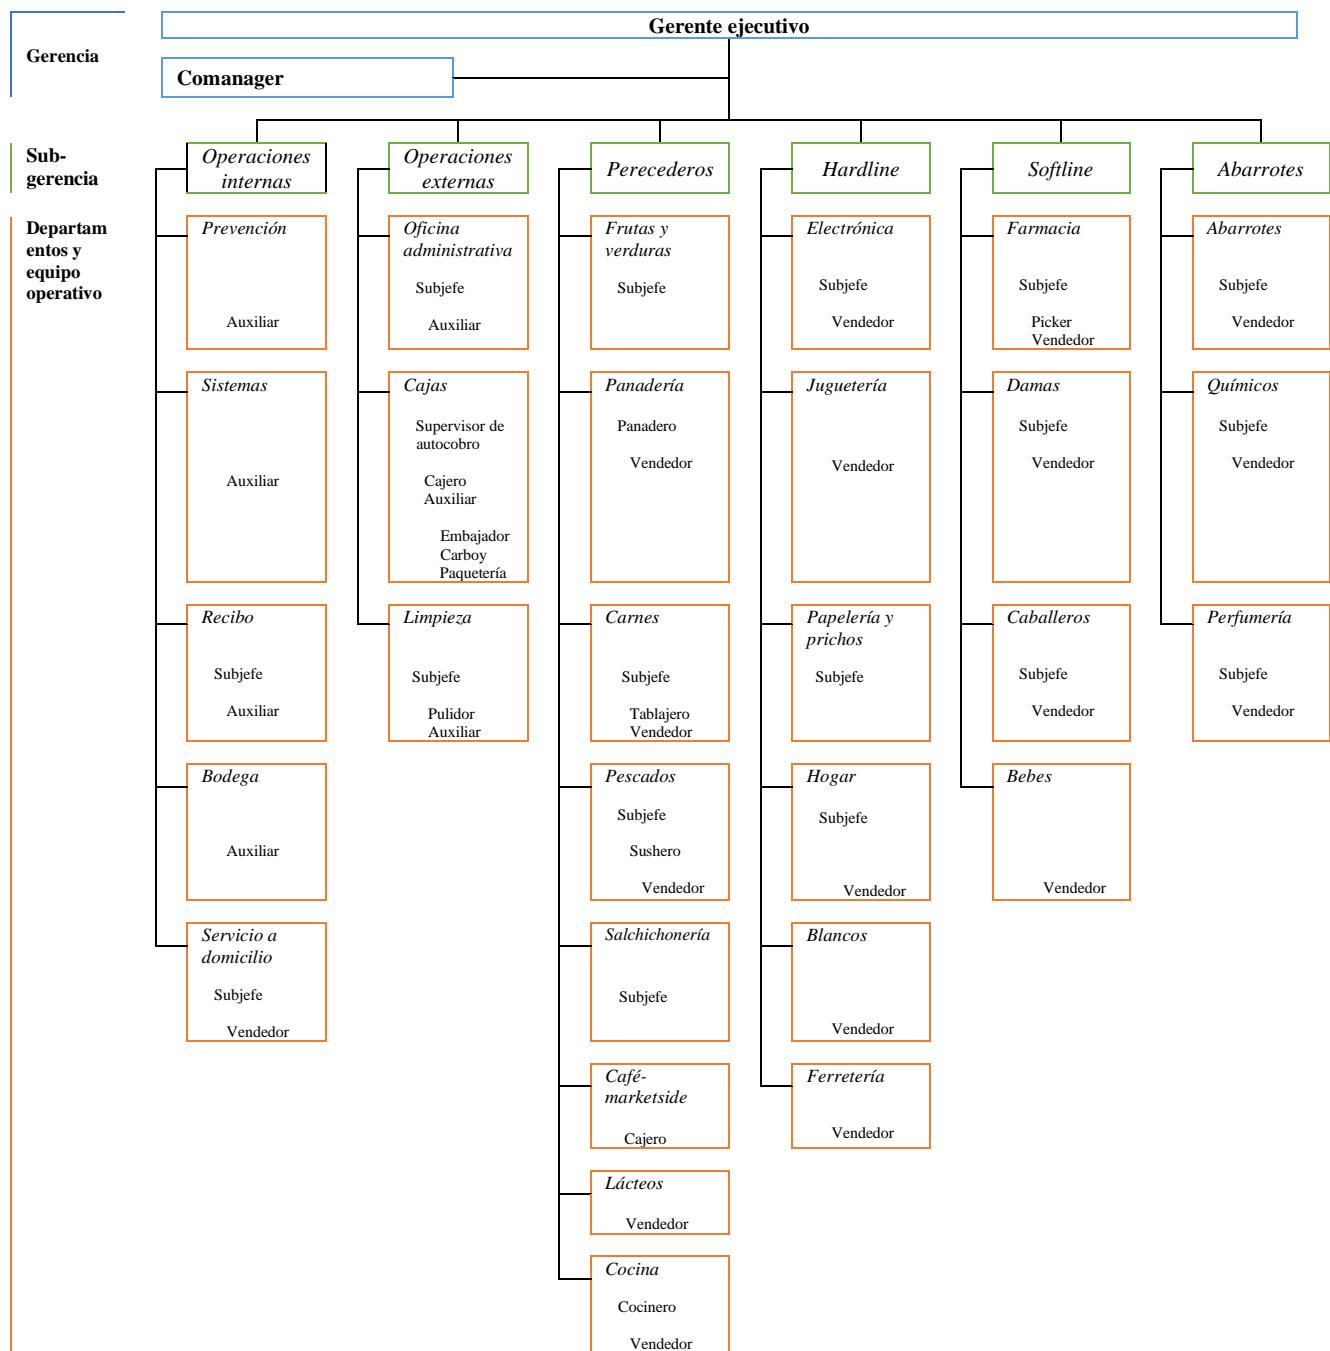 Gerente ejecutivo
Gerencia
Comanager
Sub-
gerencia
Operaciones
internas
Operaciones
externas
Perecederos
Hardline
Softline
Abarrotes
Departam
entos y
equipo
operativo
Prevención
Auxiliar
Sistemas
Auxiliar
Recibo
Subjefe
Auxiliar
Bodega
Auxiliar
Servicio a
domicilio
Subjefe
Vendedor
Oficina
administrativa
Subjefe
Auxiliar
Cajas
Supervisor de
autocobro
Cajero
Auxiliar
Embajador
Carboy
Paquetería
Limpieza
Subjefe
Pulidor
Auxiliar
Frutas y
verduras
Subjefe
Panadería
Panadero
Vendedor
Carnes
Subjefe
Tablajero
Vendedor
Pescados
Subjefe
Sushero
Vendedor
Salchichonería
Subjefe
Café-
marketside
Cajero
Lácteos
Vendedor
Cocina
Cocinero
Vendedor
Electrónica
Subjefe
Vendedor
Juguetería
Vendedor
Papelería y
prichos
Subjefe
Hogar
Subjefe
Vendedor
Blancos
Vendedor
Ferretería
Vendedor
Farmacia
Subjefe
Picker
Vendedor
Damas
Subjefe
Vendedor
Caballeros
Subjefe
Vendedor
Bebes
Vendedor
Abarrotes
Subjefe
Vendedor
Químicos
Subjefe
Vendedor
Perfumería
Subjefe
Vendedor